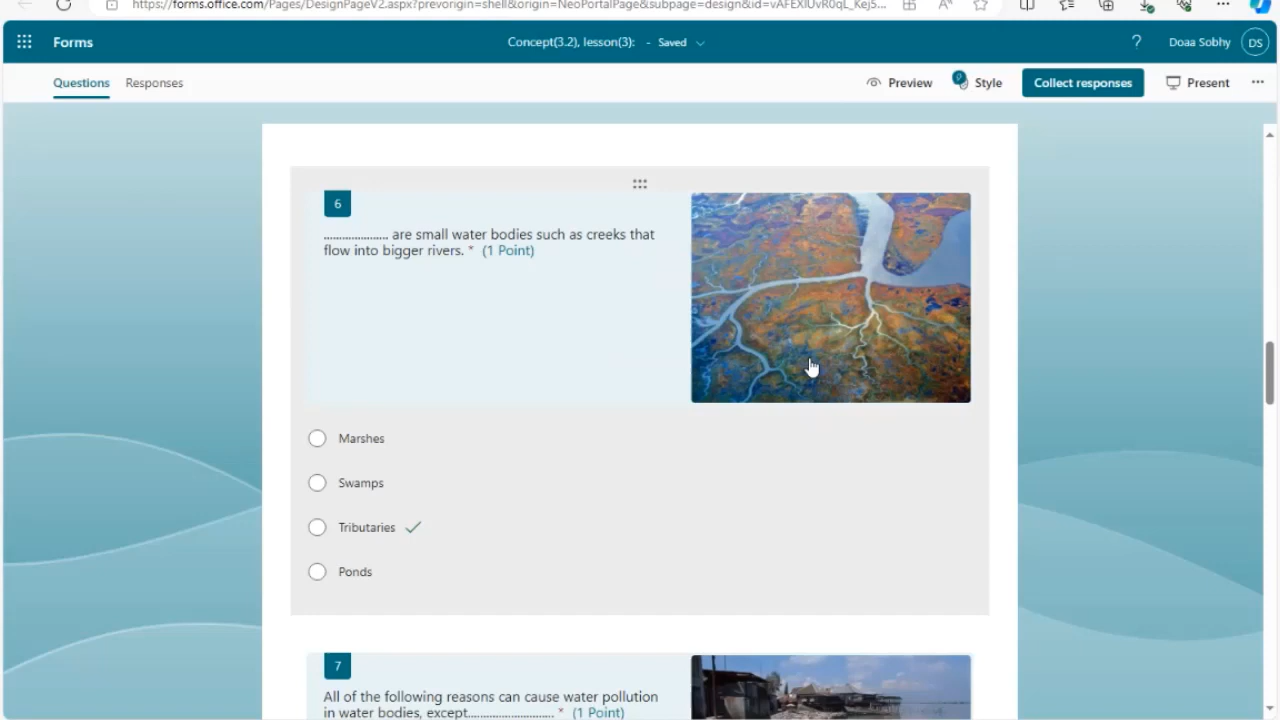 https://forms.office.com/Pages/DesignPageV2.aspx?prevorigin=shell&origin=NeoPortalPage&subpage=design&id=vAFEXIUvR0qL_Kej5...
Forms
Concept(3.2), lesson(3): - Saved
? Doaa Sobhy DS
Questions Responses
Preview Style Collect responses Present ...
6
..................... are small water bodies such as creeks that
flow into bigger rivers. * (1 Point)
Marshes
Swamps
Tributaries
Ponds
7
All of the following reasons can cause water pollution
in water bodies, except............................ * (1 Point)